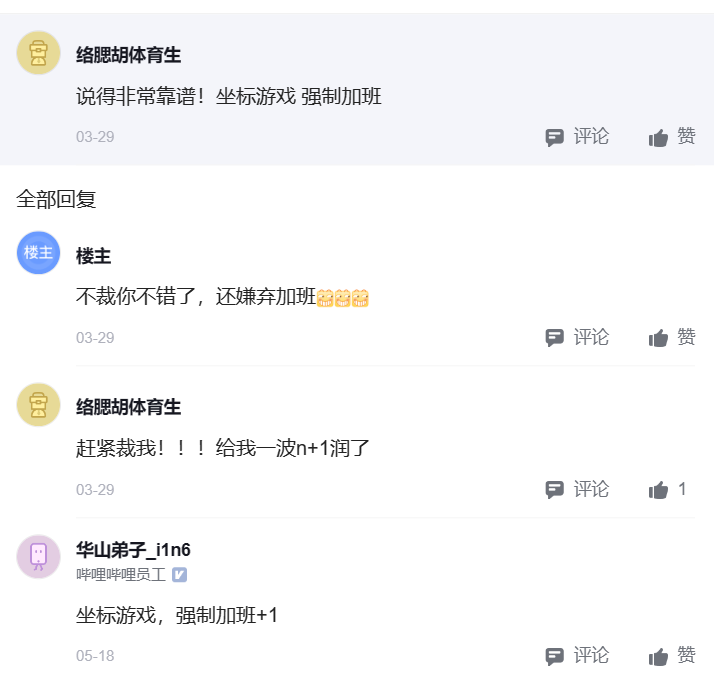 络腮胡体育生
说得非常靠谱！坐标游戏 强制加班
03-29 评论 赞
全部回复
楼主 楼主
不裁你不错了，还嫌弃加班
03-29 评论 赞
络腮胡体育生
赶紧裁我！！！给我一波n+1润了
03-29 评论 1
华山弟子_i1n6
哔哩哔哩员工 V
坐标游戏，强制加班+1
05-18 评论 赞